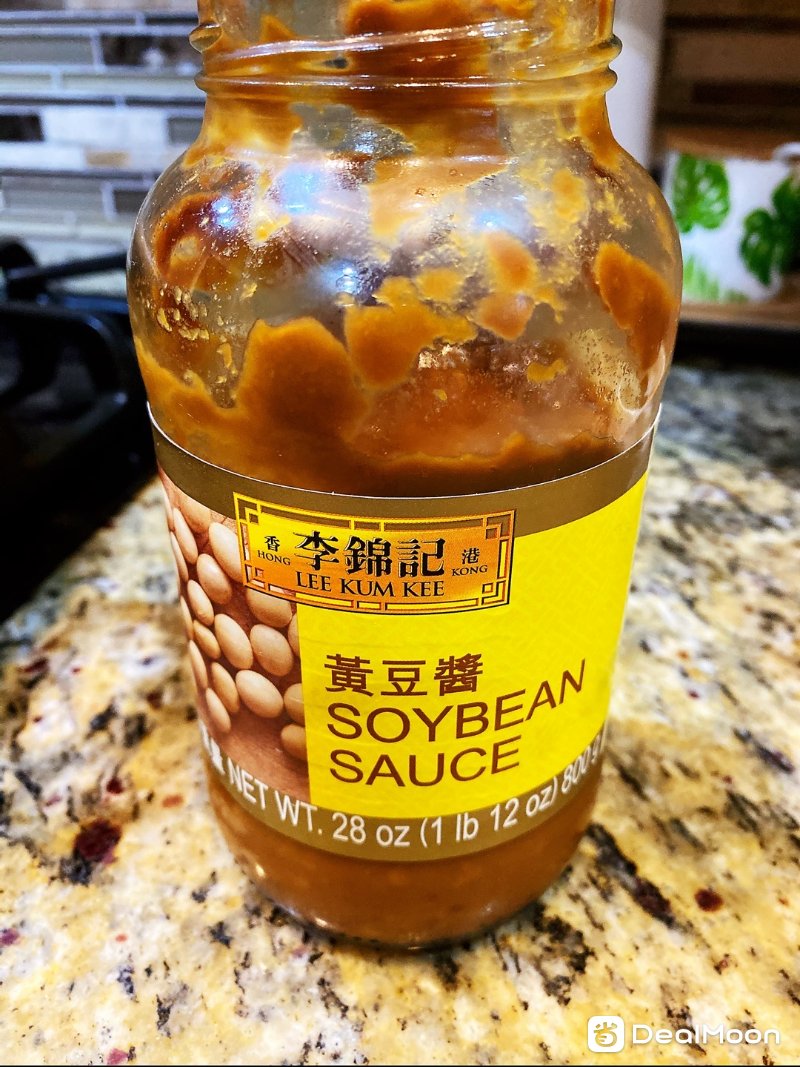 香 李錦記 港
HONG LEE KUM KEE KONG
黃豆醬
SOYBEAN
SAUCE
NET WT. 28 oz (1 lb 12 oz) 800 g
DealMoon